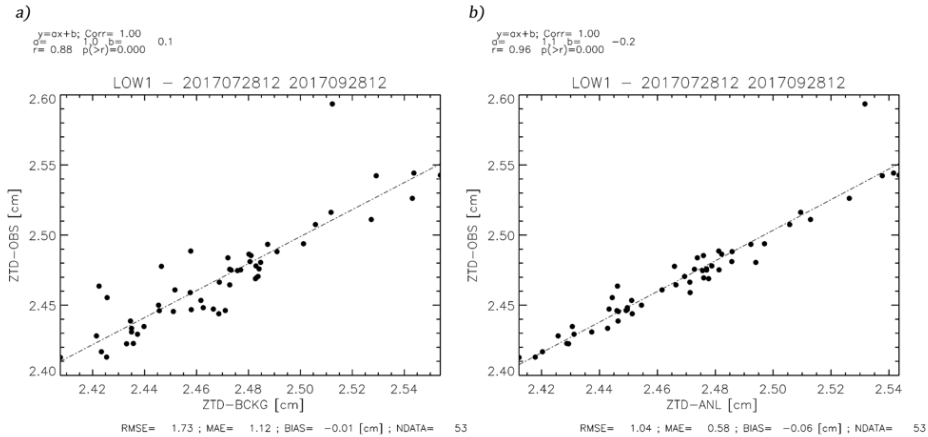 a)
y=ax+b; Corr= 1.00
a= 1.0 b= 0.1
r= 0.88 p(>r)=0.000
LOW1 - 2017072812 2017092812
2.60
2.55
2.50
2.45
2.40
ZTD-OBS [cm]
2.42 2.44 2.46 2.48 2.50 2.52 2.54
ZTD-BCKG [cm]
RMSE= 1.73 ; MAE= 1.12 ; BIAS= -0.01 [cm] ; NDATA= 53
b)
y=ax+b; Corr= 1.00
a= 1.1 b= -0.2
r= 0.96 p(>r)=0.000
LOW1 - 2017072812 2017092812
2.60
2.55
2.50
2.45
2.40
ZTD-OBS [cm]
2.42 2.44 2.46 2.48 2.50 2.52 2.54
ZTD-ANL [cm]
RMSE= 1.04 ; MAE= 0.58 ; BIAS= -0.06 [cm] ; NDATA= 53